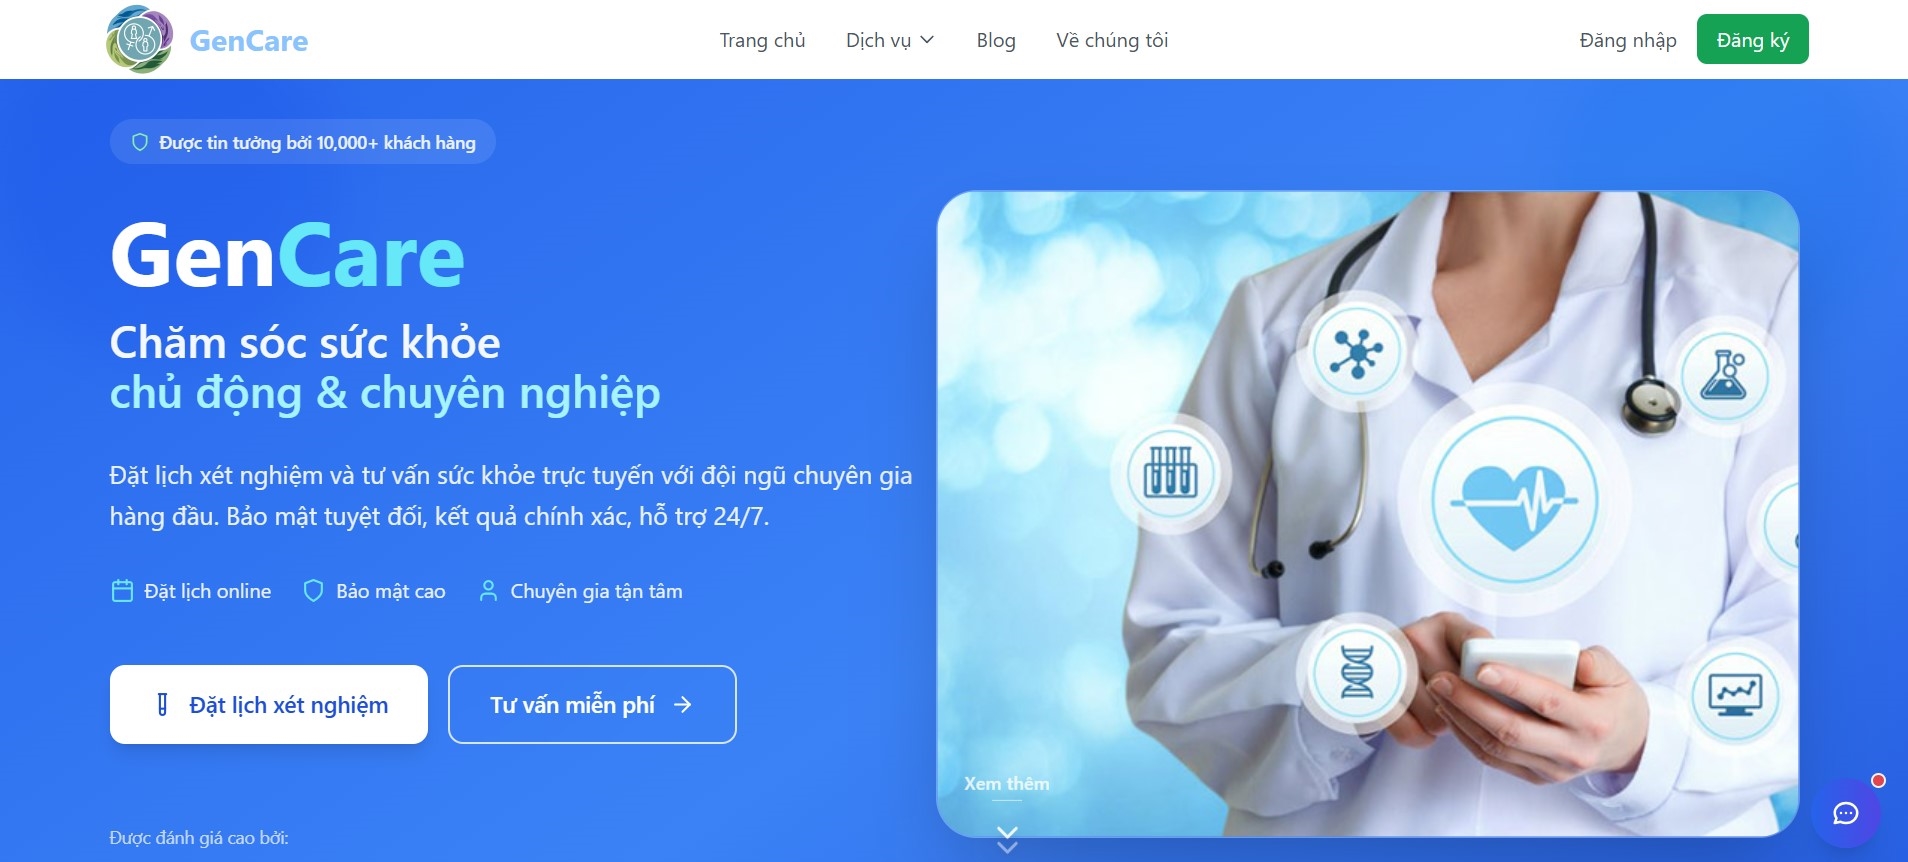 GenCare
Trang chủ
Dịch vụ
Blog
Về chúng tôi
Đăng nhập
Đăng ký
Được tin tưởng bởi 10,000+ khách hàng
GenCare
Chăm sóc sức khỏe
chủ động & chuyên nghiệp
Đặt lịch xét nghiệm và tư vấn sức khỏe trực tuyến với đội ngũ chuyên gia
hàng đầu. Bảo mật tuyệt đối, kết quả chính xác, hỗ trợ 24/7.
Đặt lịch online
Bảo mật cao
Chuyên gia tận tâm
Đặt lịch xét nghiệm
Tư vấn miễn phí
Xem thêm
Được đánh giá cao bởi: